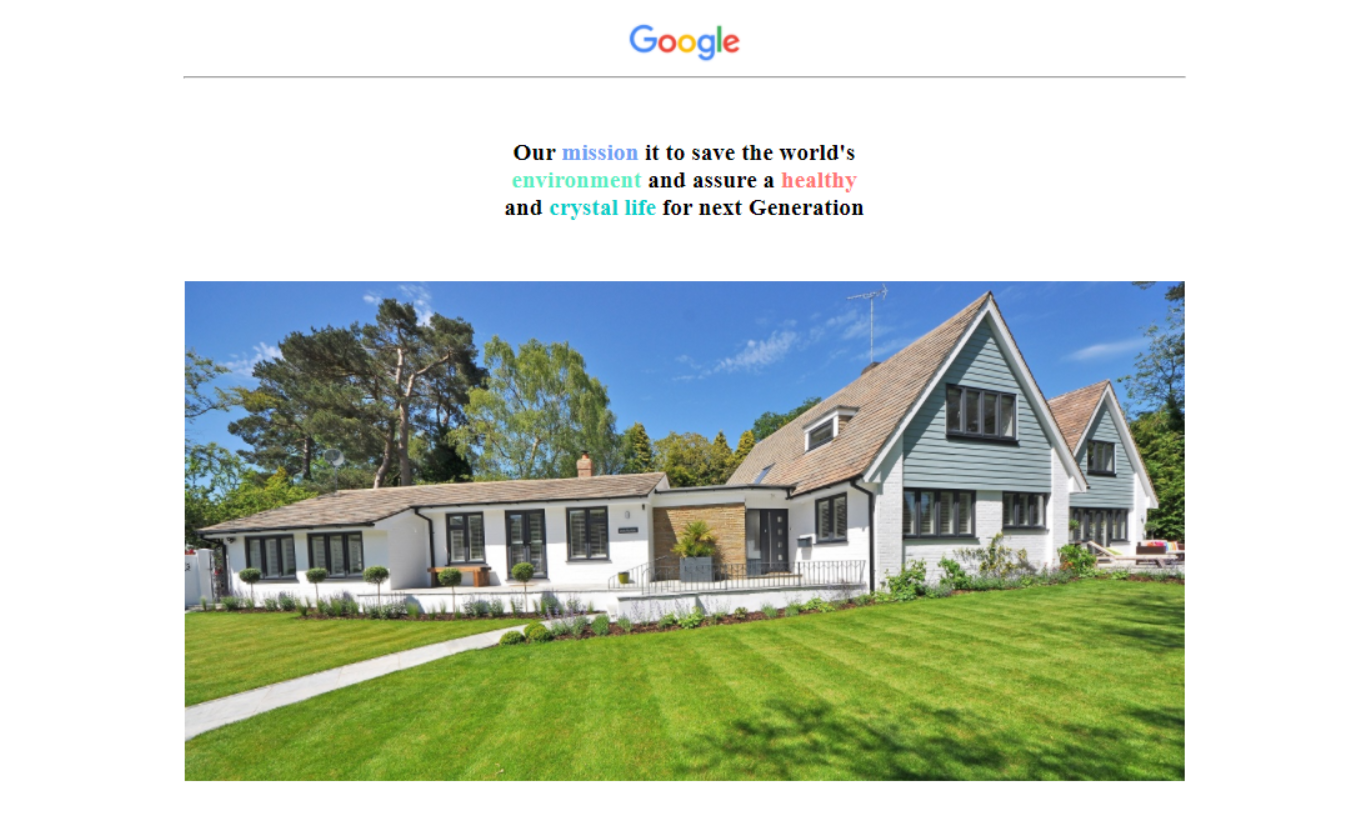 Google
Our mission it to save the world's
environment and assure a healthy
and crystal life for next Generation